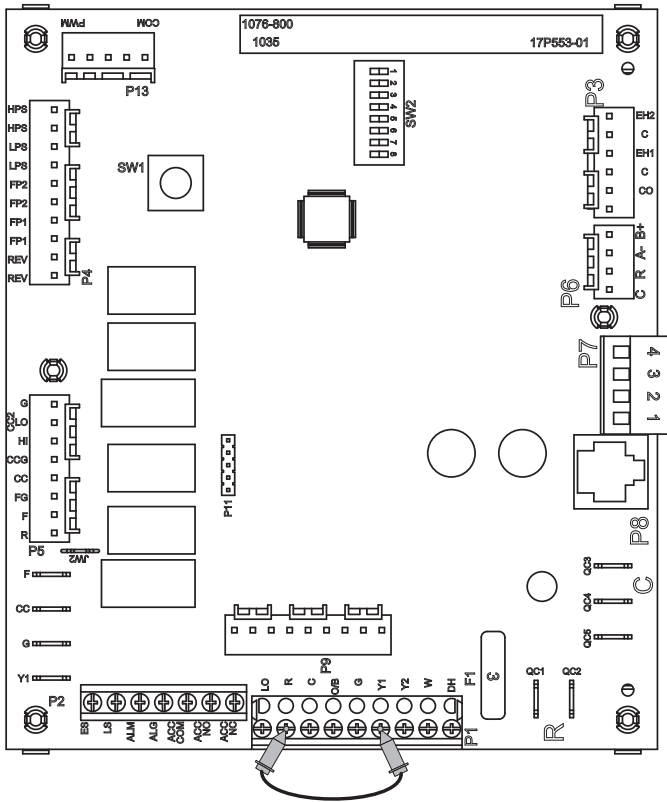 1076-800
1035
17P553-01
PWM
COM
P13
HPS
HPS
LPS
LPS
FP2
FP2
FP1
FP1
REV
REV
P4
SW1
1
2
3
4
5
6
7
8
SW2
P3
EH2
C
EH1
C
CO
P6
B+
A-
R
C
P7
4
3
2
1
P8
G
CC2
LO
HI
CCG
CC
FG
F
R
P5
JW2
P11
F
CC
G
Y1
P2
ES
LS
ALM
ALG
ACC COM
ACC NO
ACC NC
P9
LO
R
C
O/B
G
Y1
Y2
W
DH
P1
F1
3
QC3
QC4
QC5
C
QC1
QC2
R